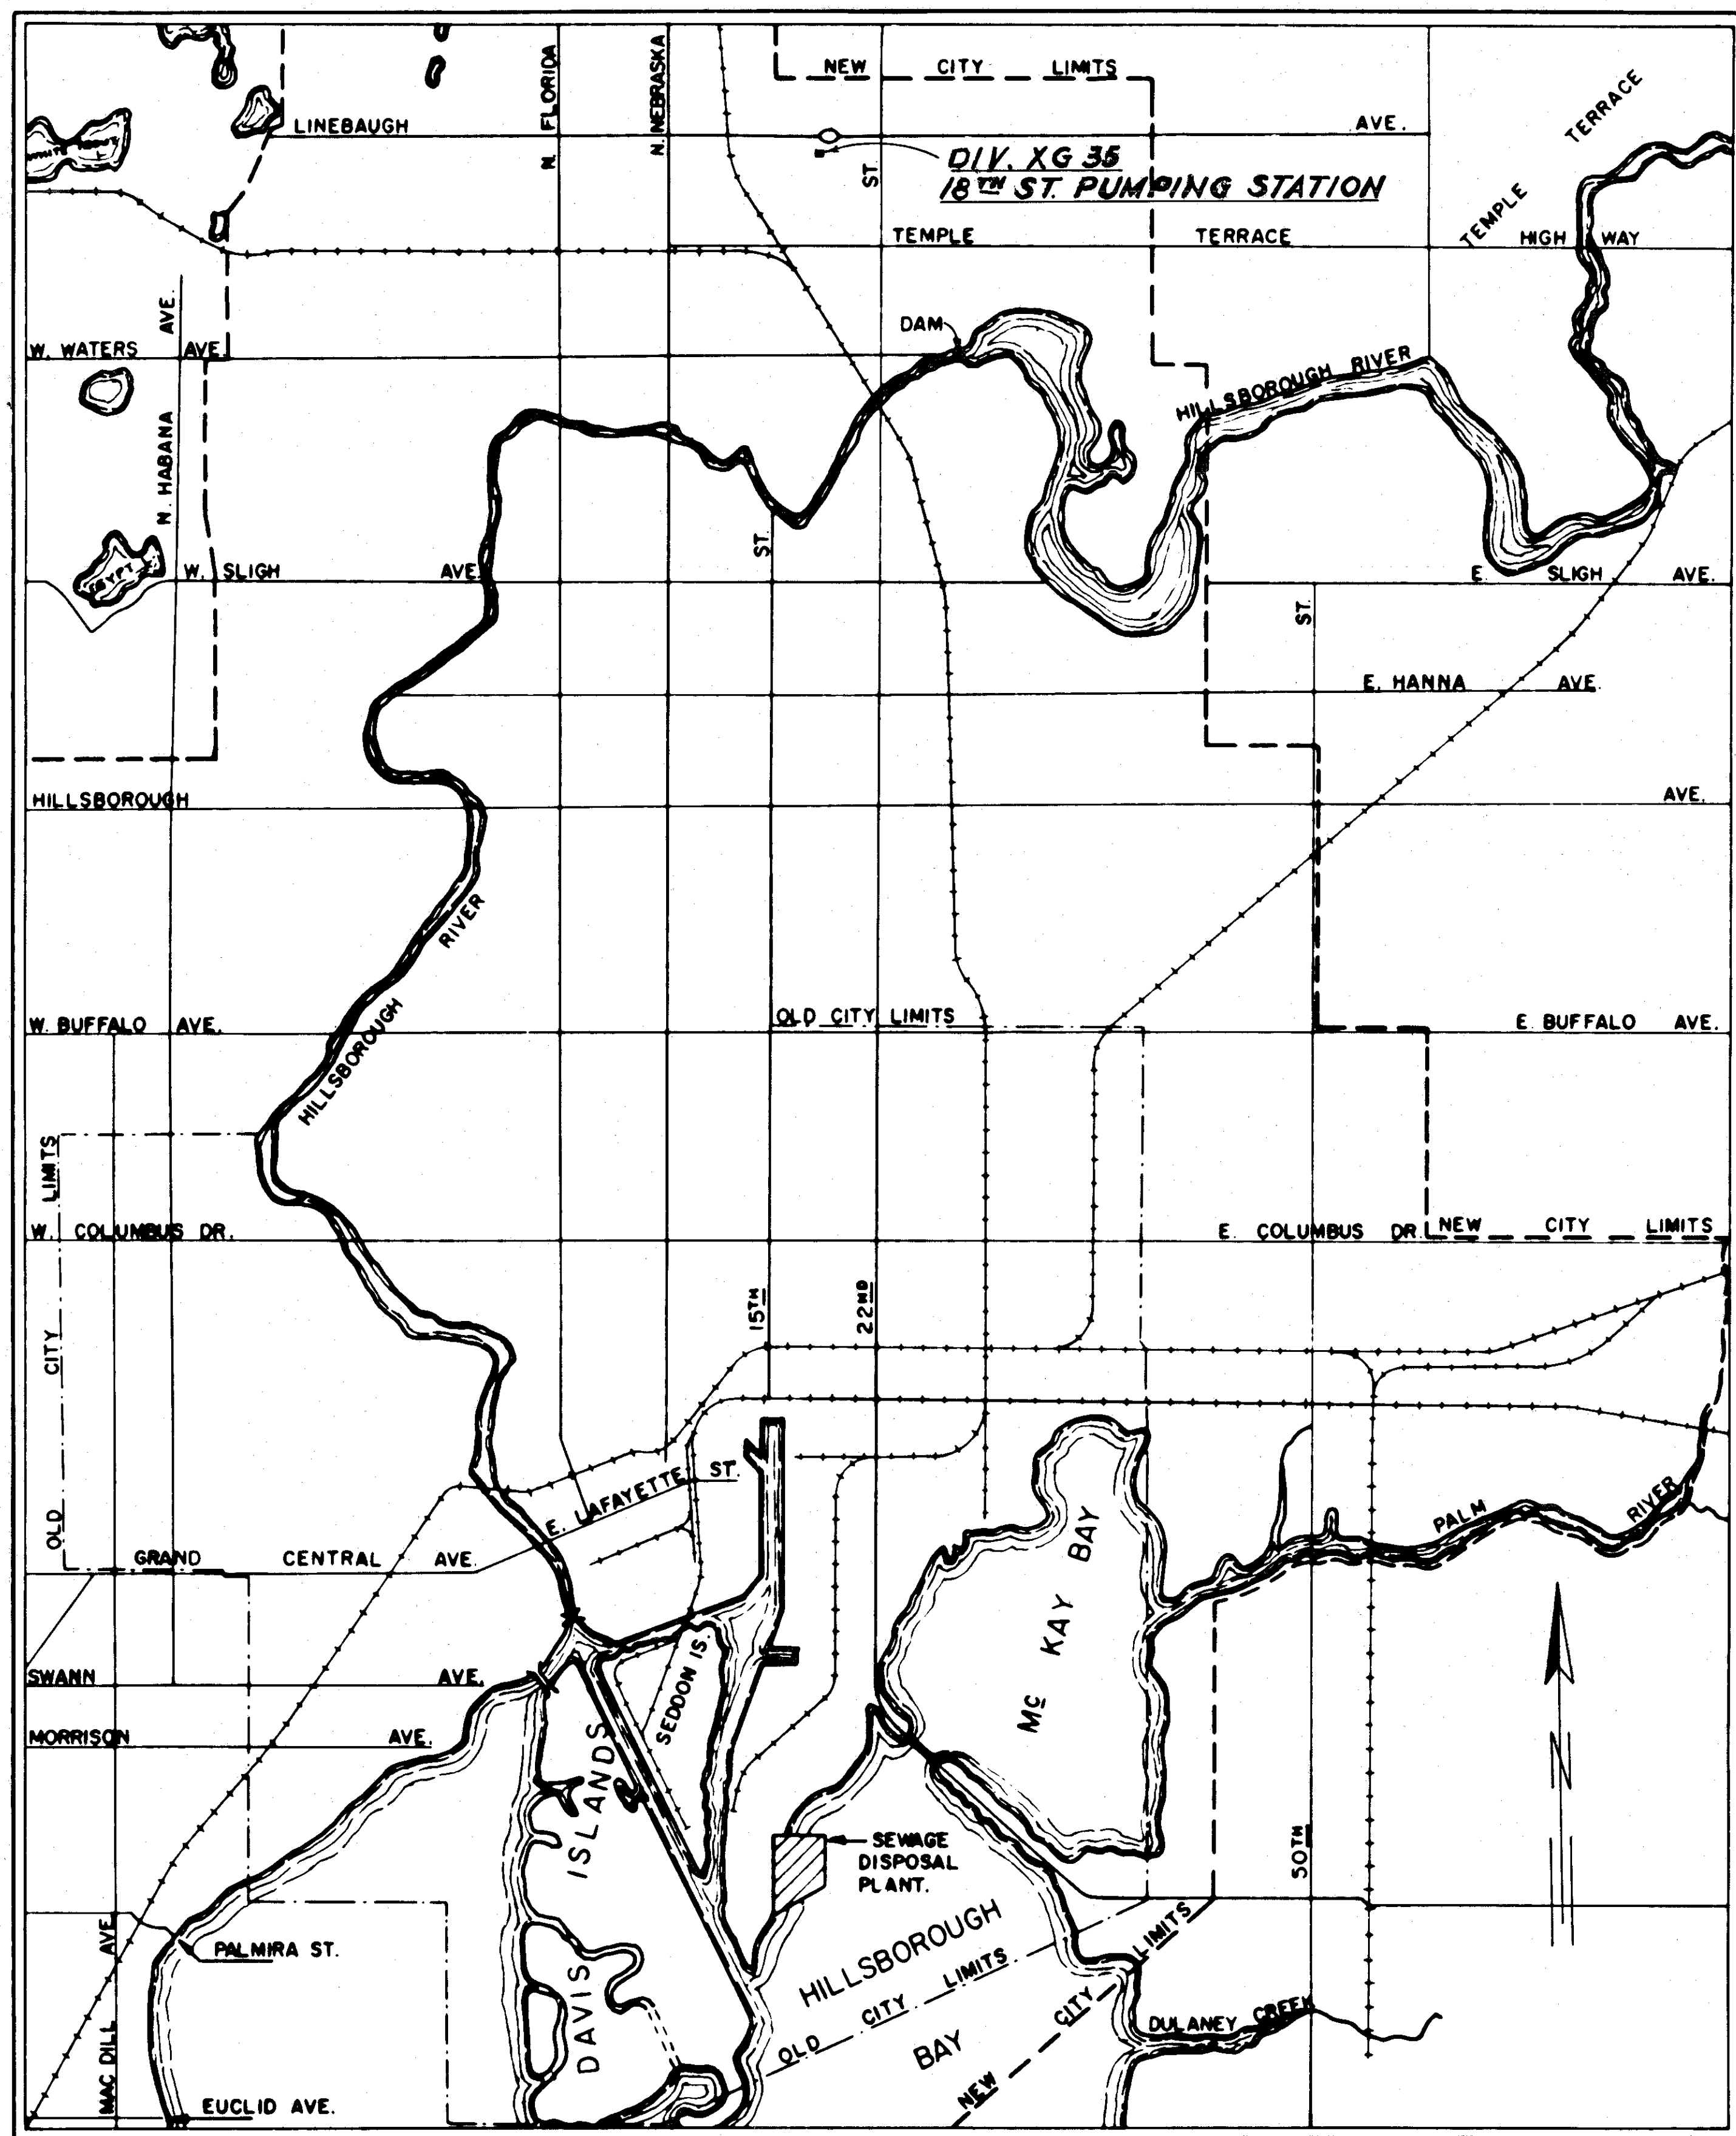 NEW CITY LIMITS
N. FLORIDA
N. NEBRASKA
LINEBAUGH AVE.
TEMPLE TERRACE
WHITE TROUT L
DIV. XG 35
18TH ST. PUMPING STATION
ST.
TEMPLE TERRACE HIGH WAY
N. HABANA AVE.
DAM
W. WATERS AVE.
HILLSBOROUGH RIVER
EGYPT
W. SLIGH AVE.
ST.
E. SLIGH AVE.
ST.
E. HANNA AVE.
HILLSBOROUGH AVE.
HILLSBOROUGH RIVER
W. BUFFALO AVE.
OLD CITY LIMITS
E. BUFFALO AVE.
OLD CITY LIMITS
W. COLUMBUS DR.
E. COLUMBUS DR.
NEW CITY LIMITS
15TH
22ND
E. LAFAYETTE ST.
GRAND CENTRAL AVE.
PALM RIVER
Mc KAY BAY
SWANN AVE.
SEDDON IS.
MORRISON AVE.
DAVIS ISLANDS
SEWAGE
DISPOSAL
PLANT.
50TH
MAC DILL AVE.
PALMIRA ST.
HILLSBOROUGH
BAY
OLD CITY LIMITS
NEW CITY LIMITS
DULANEY CREEK
EUCLID AVE.
N